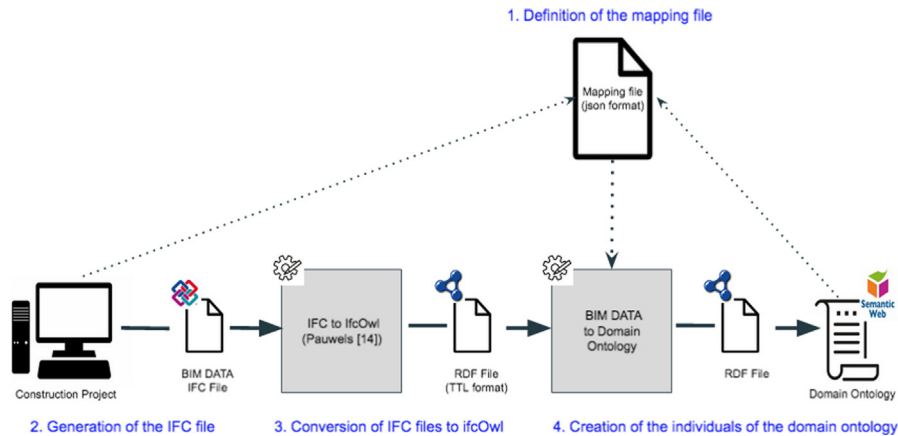 1. Definition of the mapping file
Mapping file
(json format)
IFC to IfcOwl
(Pauwels [14])
BIM DATA
to Domain
Ontology
Semantic
Web
Construction Project
BIM DATA
IFC File
RDF File
(TTL format)
RDF File
Domain Ontology
2. Generation of the IFC file
3. Conversion of IFC files to ifcOwl
4. Creation of the individuals of the domain ontology